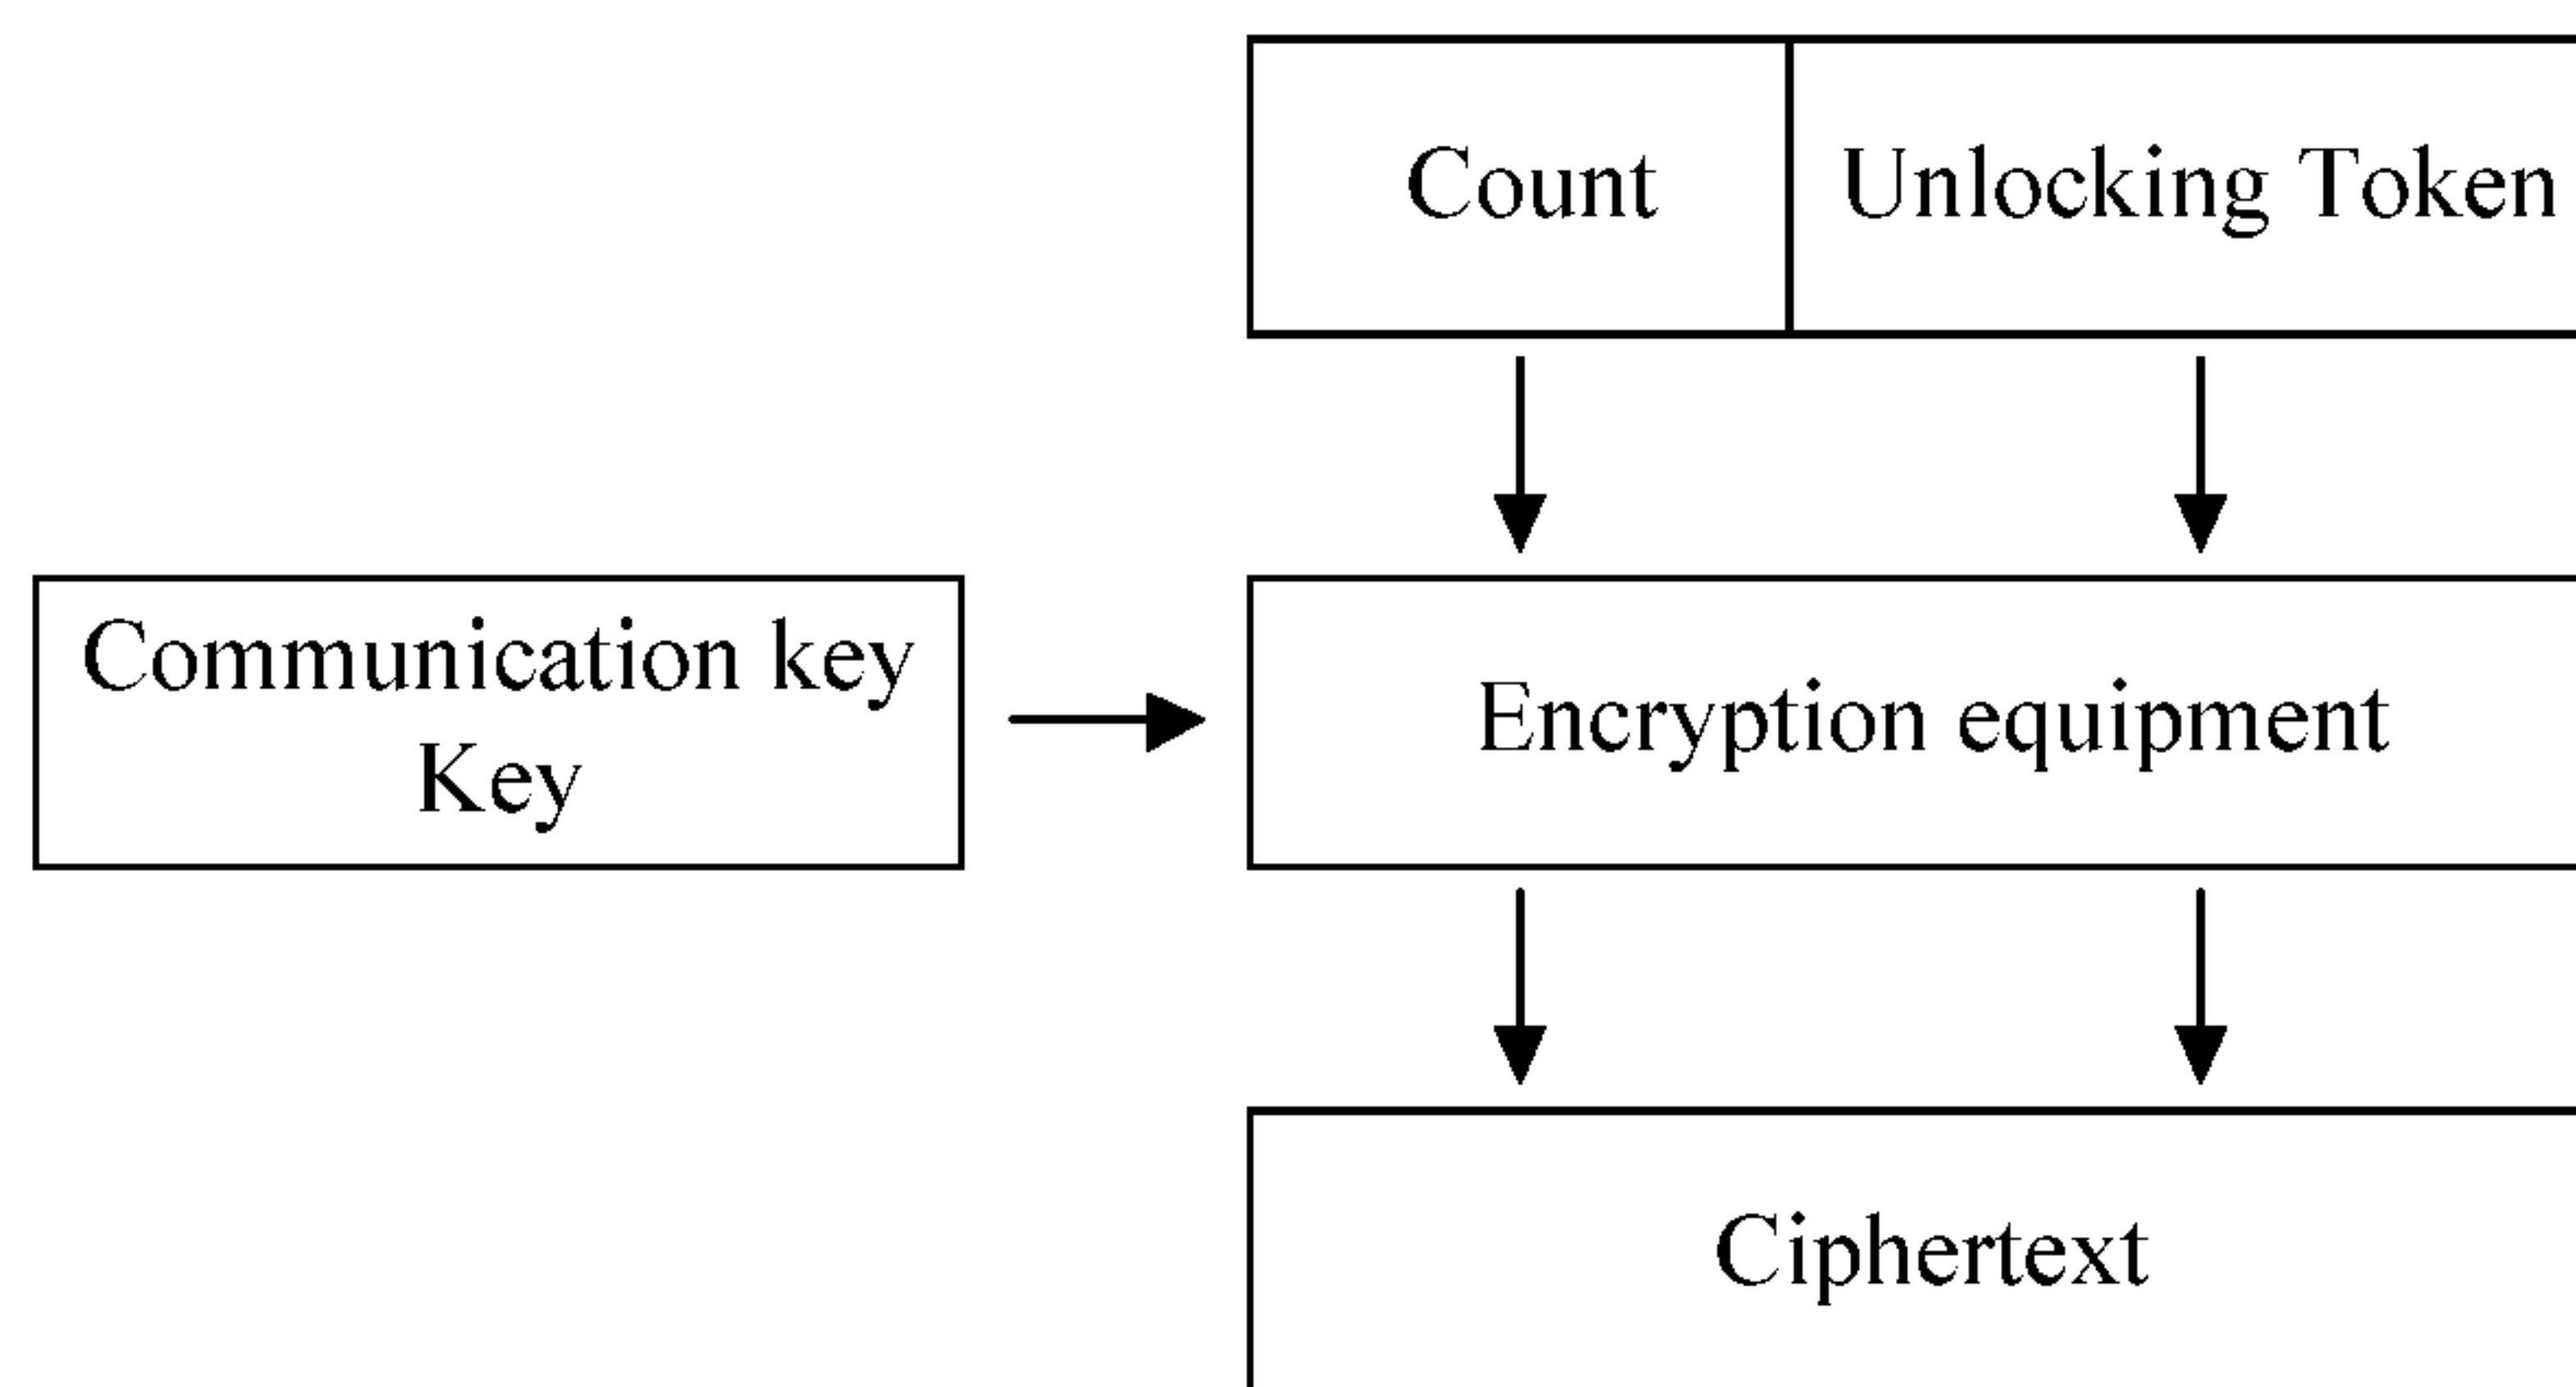 Count
Unlocking Token
Communication key
Key
Encryption equipment
Ciphertext